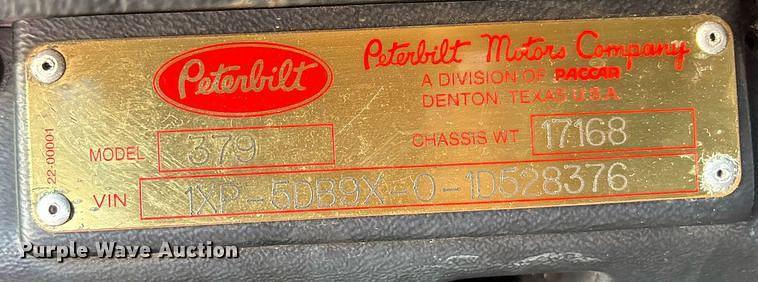 Peterbilt
Peterbilt Motors Company
A DIVISION OF PACCAR
DENTON, TEXAS U.S.A.
MODEL 379
CHASSIS WT 17168
VIN 1XP-5DB9X-0-1D528376
22-00001
Purple Wave Auction